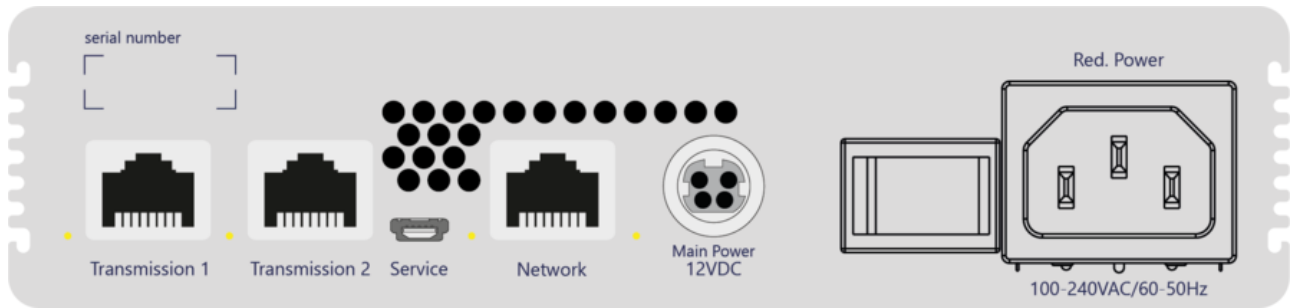 serial number
Red. Power
Transmission 1
Transmission 2
Service
Network
Main Power
12VDC
100-240VAC/60-50Hz